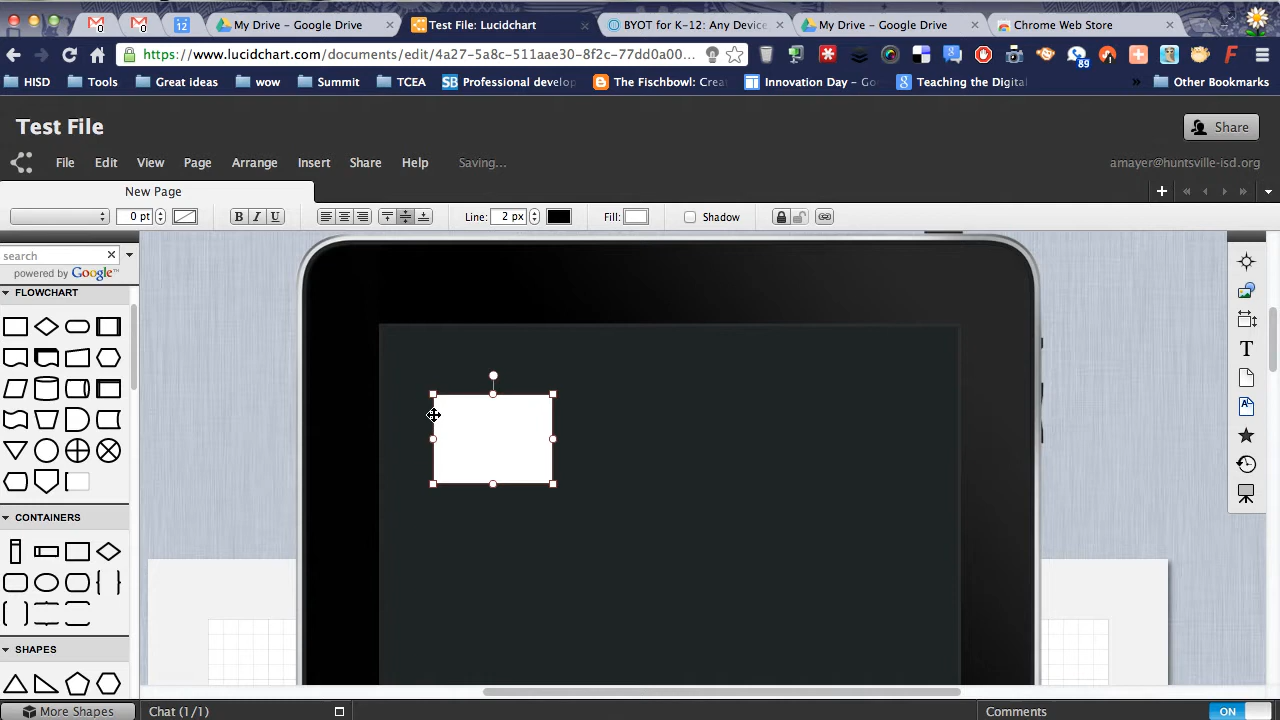 My Drive – Google Drive
Test File: Lucidchart
BYOT for K-12: Any Device
My Drive – Google Drive
Chrome Web Store
https://www.lucidchart.com/documents/edit/4a27-5a8c-511aae30-8f2c-77dd0a00...
89
HISD
Tools
Great ideas
wow
Summit
TCEA
SB Professional develop
The Fischbowl: Crea
Innovation Day – Goo
Teaching the Digital
»
Other Bookmarks
Test File
Share
File Edit View Page Arrange Insert Share Help Saving...
amayer@huntsville-isd.org
New Page
0 pt B I U Line: 2 px Fill: Shadow
search
powered by Google™
FLOWCHART
CONTAINERS
SHAPES
T
A
More Shapes
Chat (1/1)
Comments
ON